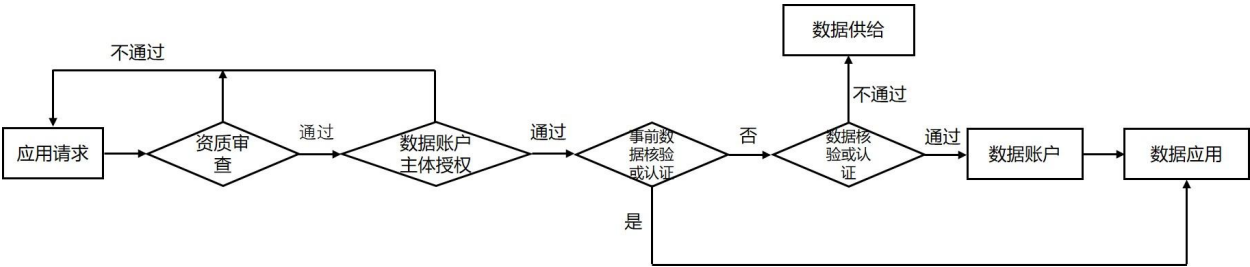 数据供给
不通过
不通过
应用请求
资质审
查
通过
数据账户
主体授权
通过
事前数
据核验
或认证
否
数据核
验或认
证
通过
数据账户
数据应用
是